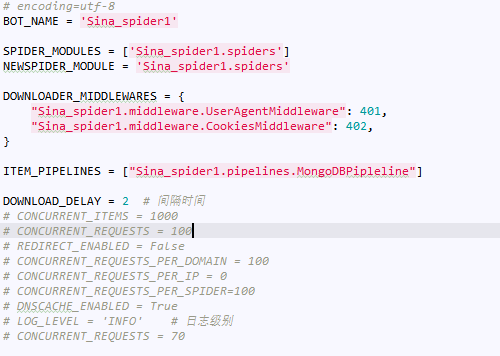 # encoding=utf-8
BOT_NAME = 'Sina_spider1'
SPIDER_MODULES = ['Sina_spider1.spiders']
NEWSPIDER_MODULE = 'Sina_spider1.spiders'
DOWNLOADER_MIDDLEWARES = {
"Sina_spider1.middleware.UserAgentMiddleware": 401,
"Sina_spider1.middleware.CookiesMiddleware": 402,
}
ITEM_PIPELINES = ["Sina_spider1.pipelines.MongoDBPipleline"]
DOWNLOAD_DELAY = 2  # 间隔时间
# CONCURRENT_ITEMS = 1000
# CONCURRENT_REQUESTS = 100
# REDIRECT_ENABLED = False
# CONCURRENT_REQUESTS_PER_DOMAIN = 100
# CONCURRENT_REQUESTS_PER_IP = 0
# CONCURRENT_REQUESTS_PER_SPIDER=100
# DNSCACHE_ENABLED = True
# LOG_LEVEL = 'INFO'    # 日志级别
# CONCURRENT_REQUESTS = 70